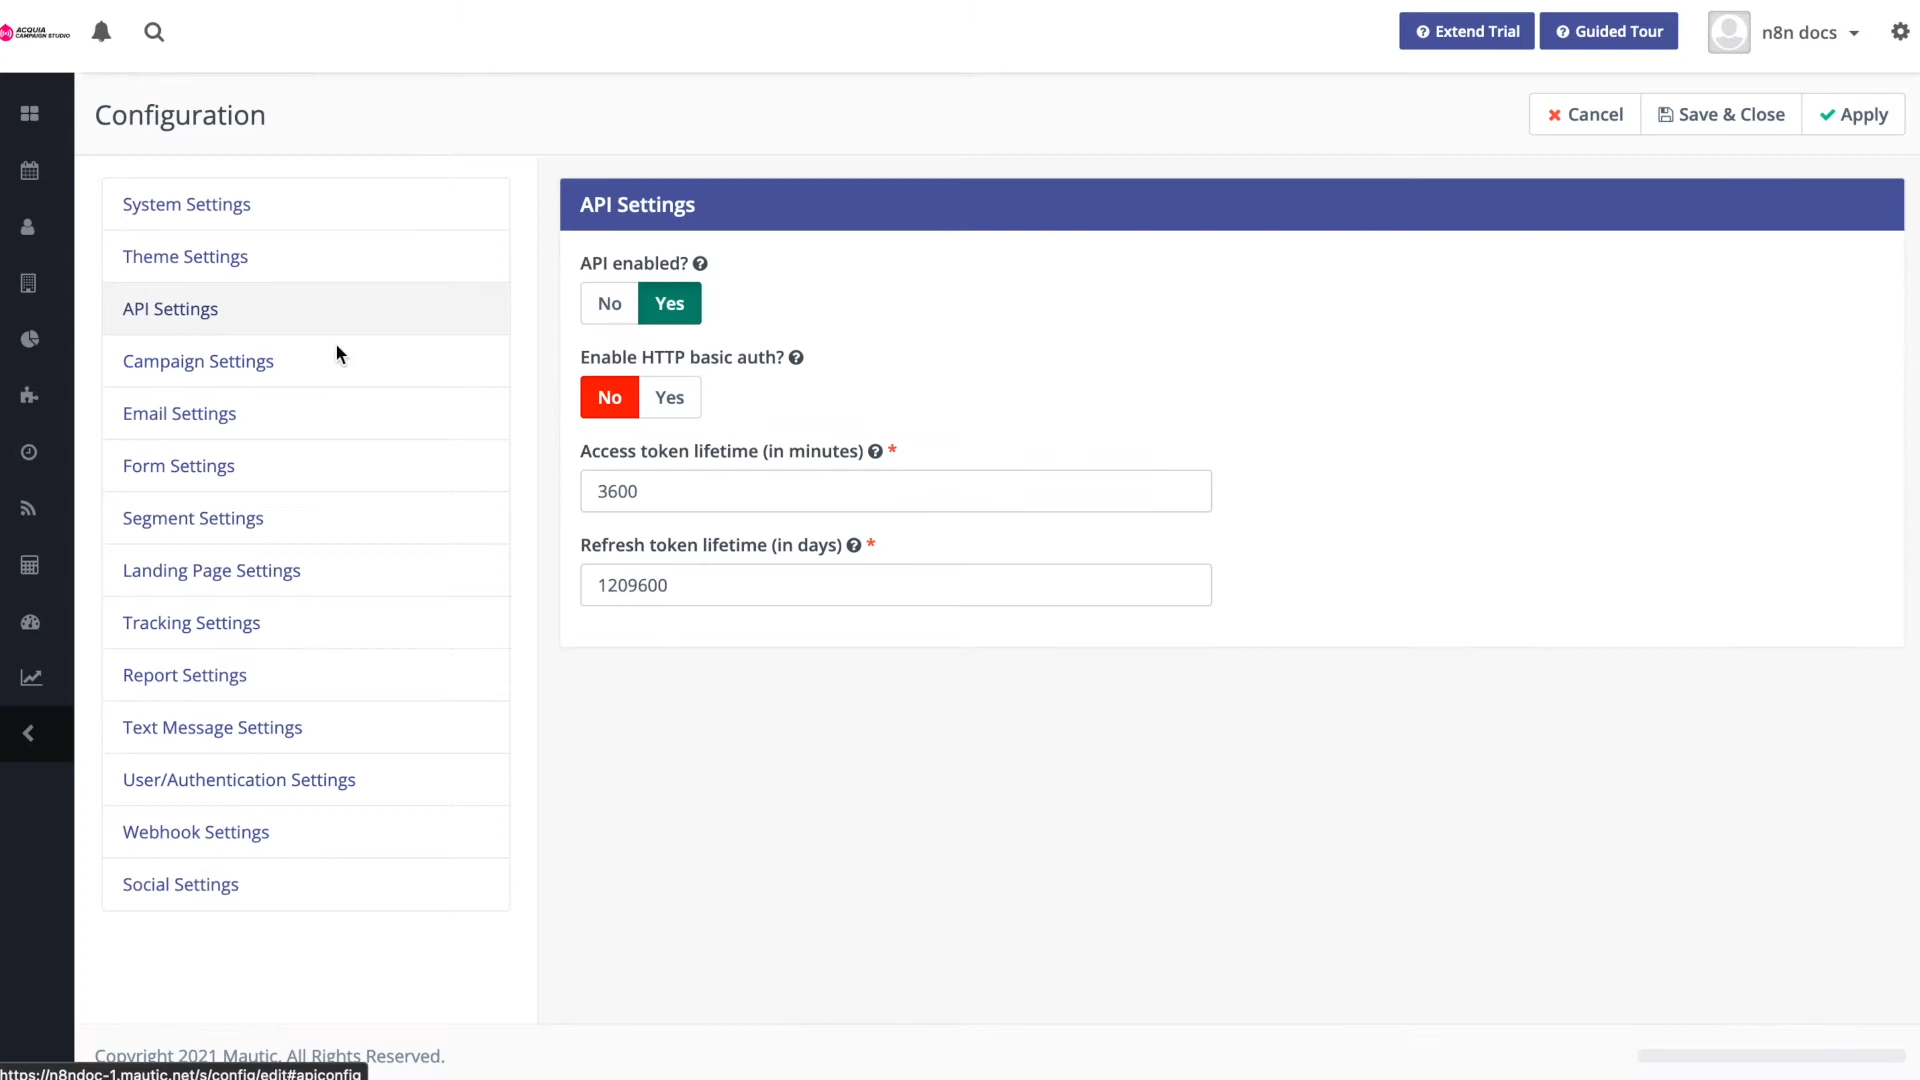 ACQUIA
CAMPAIGN STUDIO
Extend Trial
Guided Tour
n8n docs
Configuration
Cancel
Save & Close
Apply
System Settings
Theme Settings
API Settings
Campaign Settings
Email Settings
Form Settings
Segment Settings
Landing Page Settings
Tracking Settings
Report Settings
Text Message Settings
User/Authentication Settings
Webhook Settings
Social Settings
API Settings
API enabled?
No Yes
Enable HTTP basic auth?
No Yes
Access token lifetime (in minutes) *
3600
Refresh token lifetime (in days) *
1209600
Copyright 2021 Mautic. All Rights Reserved.
https://n8ndoc-1.mautic.net/s/config/edit#apiconfig